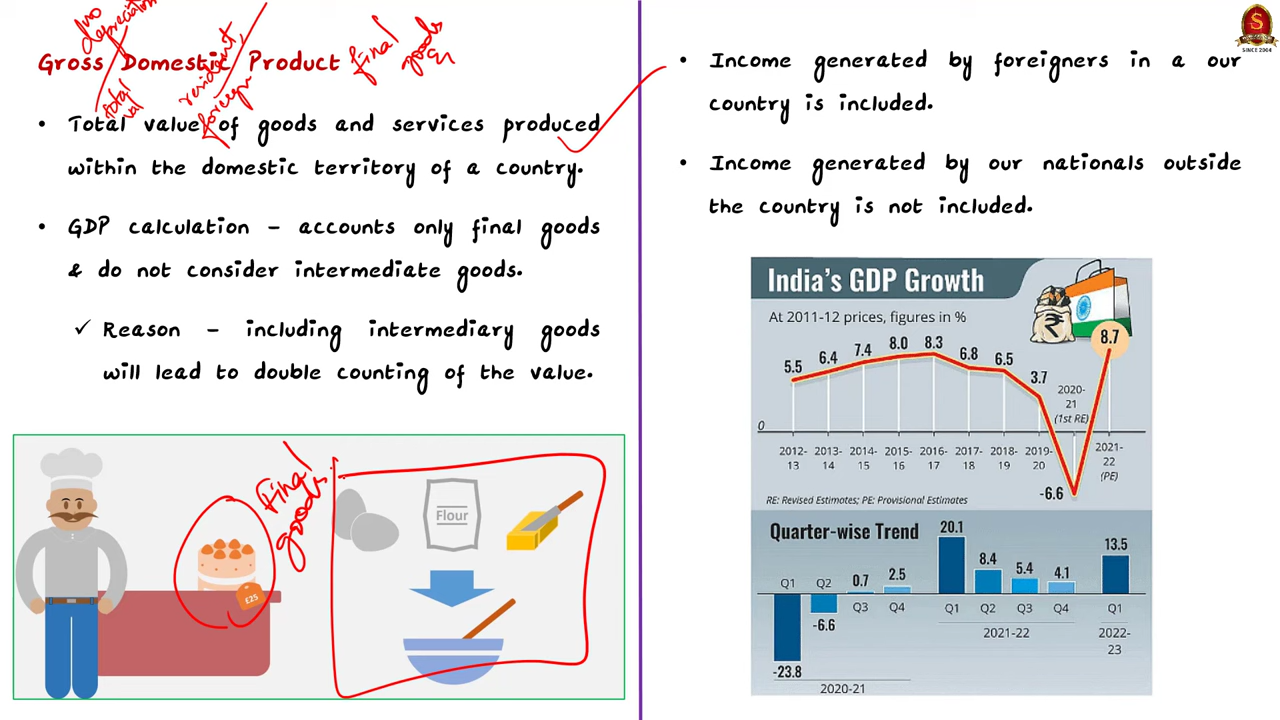 no
depreciation
total
val
resident,
foreign
final
goods
Gross Domestic Product
• Total value of goods and services produced
within the domestic territory of a country.
• GDP calculation – accounts only final goods
& do not consider intermediate goods.
✓ Reason – including intermediary goods
will lead to double counting of the value.
final
goods
£25
Flour
S
SINCE 2004
• Income generated by foreigners in a our
country is included.
• Income generated by our nationals outside
the country is not included.
India's GDP Growth
At 2011-12 prices, figures in %
5.5 6.4 7.4 8.0 8.3 6.8 6.5 3.7 -6.6 8.7
0
2012-13 2013-14 2014-15 2015-16 2016-17 2017-18 2018-19 2019-20 2020-21 (1st RE) 2021-22 (PE)
RE: Revised Estimates; PE: Provisional Estimates
Quarter-wise Trend
-23.8 -6.6 0.7 2.5 20.1 8.4 5.4 4.1 13.5
Q1 Q2 Q3 Q4 Q1 Q2 Q3 Q4 Q1
2020-21 2021-22 2022-23